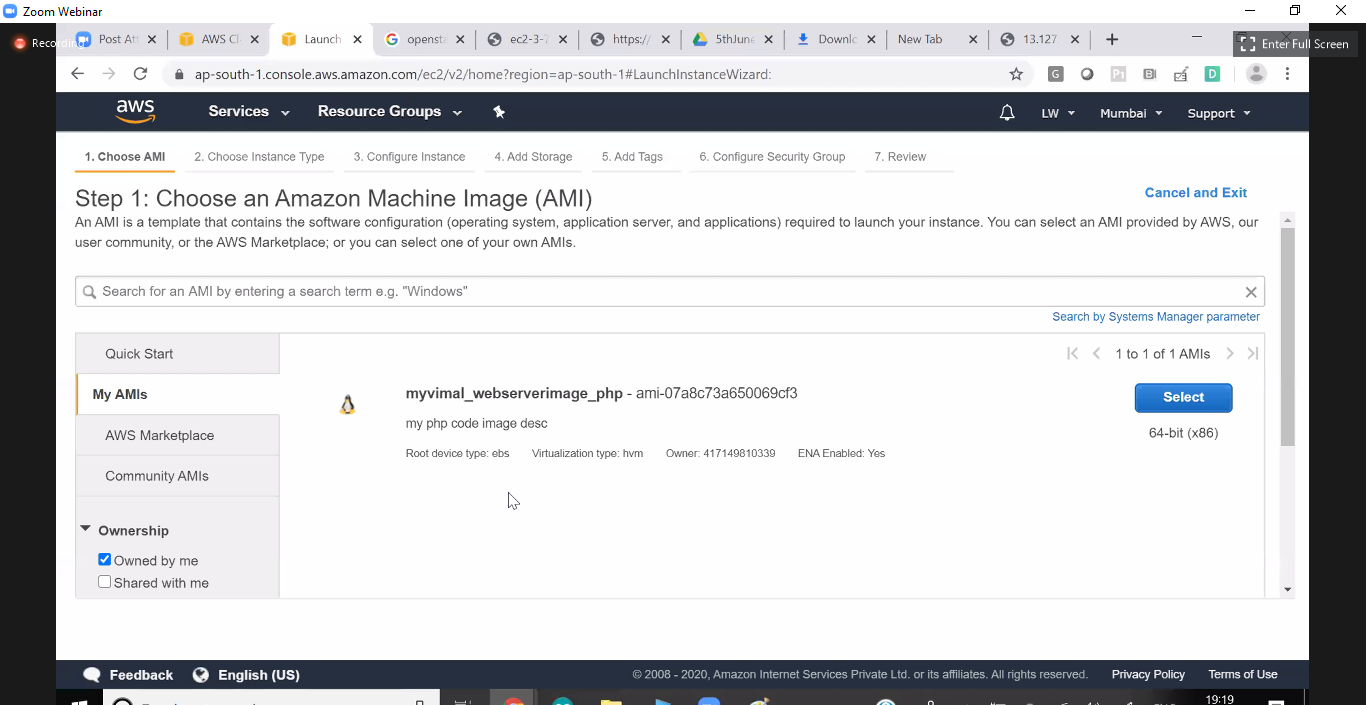 Zoom Webinar
Recording
Post Att
AWS Cl
Launch
opensta
ec2-3-7
https:/
5thJune
Downlc
New Tab
13.127
Enter Full Screen
ap-south-1.console.aws.amazon.com/ec2/v2/home?region=ap-south-1#LaunchInstanceWizard:
aws
Services
Resource Groups
LW
Mumbai
Support
1. Choose AMI
2. Choose Instance Type
3. Configure Instance
4. Add Storage
5. Add Tags
6. Configure Security Group
7. Review
Step 1: Choose an Amazon Machine Image (AMI)
Cancel and Exit
An AMI is a template that contains the software configuration (operating system, application server, and applications) required to launch your instance. You can select an AMI provided by AWS, our
user community, or the AWS Marketplace; or you can select one of your own AMIs.
Search for an AMI by entering a search term e.g. "Windows"
Search by Systems Manager parameter
Quick Start
1 to 1 of 1 AMIs
My AMIs
myvimal_webserverimage_php - ami-07a8c73a650069cf3
Select
my php code image desc
64-bit (x86)
AWS Marketplace
Root device type: ebs Virtualization type: hvm Owner: 417149810339 ENA Enabled: Yes
Community AMIs
Ownership
Owned by me
Shared with me
Feedback
English (US)
© 2008 - 2020, Amazon Internet Services Private Ltd. or its affiliates. All rights reserved.
Privacy Policy
Terms of Use
19:19